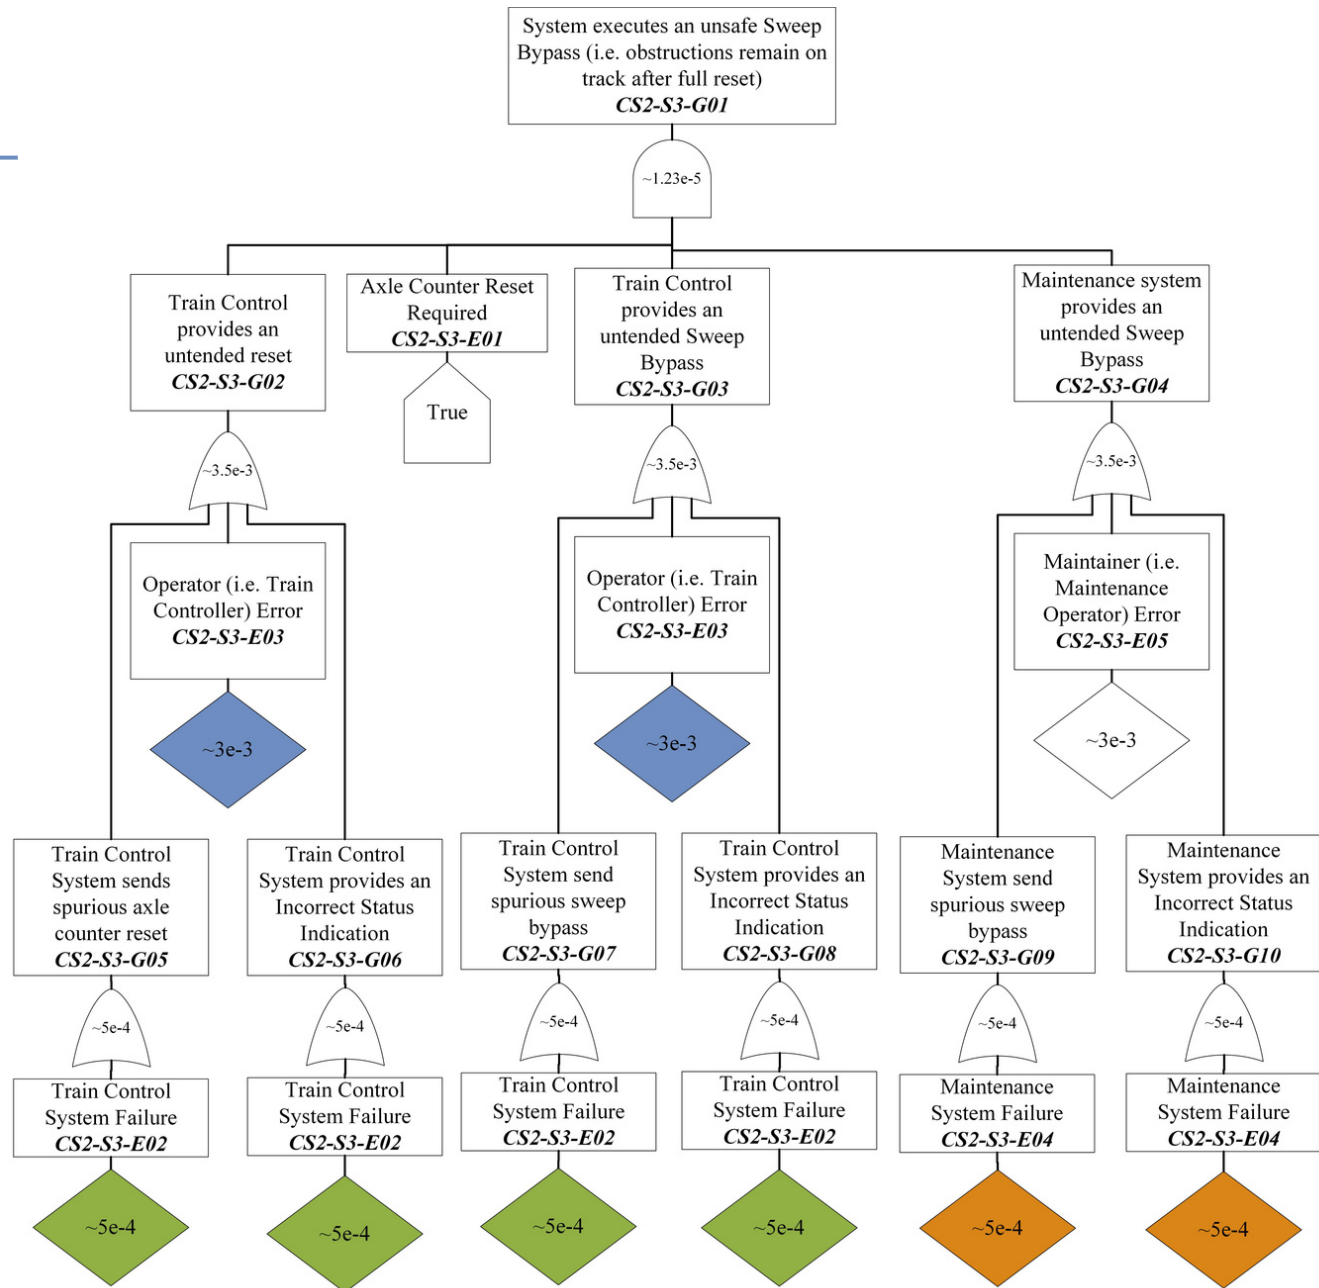 System executes an unsafe Sweep
Bypass (i.e. obstructions remain on
track after full reset)
CS2-S3-G01
~1.23e-5
Train Control
provides an
untended reset
CS2-S3-G02
Axle Counter Reset
Required
CS2-S3-E01
True
Train Control
provides an
untended Sweep
Bypass
CS2-S3-G03
Maintenance system
provides an
untended Sweep
Bypass
CS2-S3-G04
~3.5e-3
~3.5e-3
~3.5e-3
Operator (i.e. Train
Controller) Error
CS2-S3-E03
Operator (i.e. Train
Controller) Error
CS2-S3-E03
Maintainer (i.e.
Maintenance
Operator) Error
CS2-S3-E05
~3e-3
~3e-3
~3e-3
Train Control
System sends
spurious axle
counter reset
CS2-S3-G05
Train Control
System provides an
Incorrect Status
Indication
CS2-S3-G06
Train Control
System send
spurious sweep
bypass
CS2-S3-G07
Train Control
System provides an
Incorrect Status
Indication
CS2-S3-G08
Maintenance
System send
spurious sweep
bypass
CS2-S3-G09
Maintenance
System provides an
Incorrect Status
Indication
CS2-S3-G10
~5e-4
~5e-4
~5e-4
~5e-4
~5e-4
~5e-4
Train Control
System Failure
CS2-S3-E02
Train Control
System Failure
CS2-S3-E02
Train Control
System Failure
CS2-S3-E02
Train Control
System Failure
CS2-S3-E02
Maintenance
System Failure
CS2-S3-E04
Maintenance
System Failure
CS2-S3-E04
~5e-4
~5e-4
~5e-4
~5e-4
~5e-4
~5e-4